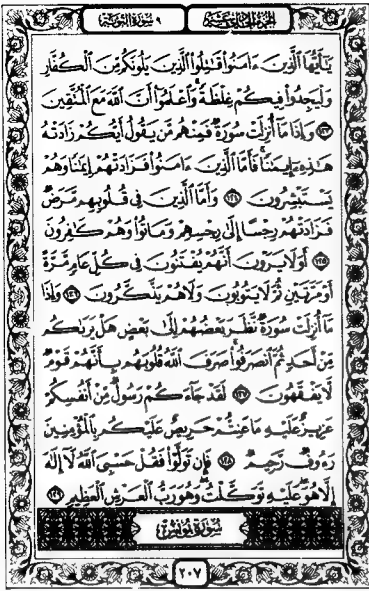 الجزء الحادي عشر ٩ سورة التوبة
يَٰٓأَيُّهَا ٱلَّذِينَ ءَامَنُوا۟ قَٰتِلُوا۟ ٱلَّذِينَ يَلُونَكُم مِّنَ ٱلْكُفَّارِ
وَلْيَجِدُوا۟ فِيكُمْ غِلْظَةً ۚ وَٱعْلَمُوٓا۟ أَنَّ ٱللَّهَ مَعَ ٱلْمُتَّقِينَ
١٢٣ وَإِذَا مَآ أُنزِلَتْ سُورَةٌ فَمِنْهُم مَّن يَقُولُ أَيُّكُمْ زَادَتْهُ
هَٰذِهِۦٓ إِيمَٰنًا ۚ فَأَمَّا ٱلَّذِينَ ءَامَنُوا۟ فَزَادَتْهُمْ إِيمَٰنًا وَهُمْ
يَسْتَبْشِرُونَ ١٢٤ وَأَمَّا ٱلَّذِينَ فِى قُلُوبِهِم مَّرَضٌ
فَزَادَتْهُمْ رِجْسًا إِلَىٰ رِجْسِهِمْ وَمَاتُوا۟ وَهُمْ كَٰفِرُونَ
١٢٥ أَوَلَا يَرَوْنَ أَنَّهُمْ يُفْتَنُونَ فِى كُلِّ عَامٍ مَّرَّةً
أَوْ مَرَّتَيْنِ ثُمَّ لَا يَتُوبُونَ وَلَا هُمْ يَذَّكَّرُونَ ١٢٦ وَإِذَا
مَآ أُنزِلَتْ سُورَةٌ نَّظَرَ بَعْضُهُمْ إِلَىٰ بَعْضٍ هَلْ يَرَىٰكُم
مِّنْ أَحَدٍ ثُمَّ ٱنصَرَفُوا۟ ۚ صَرَفَ ٱللَّهُ قُلُوبَهُم بِأَنَّهُمْ قَوْمٌ
لَّا يَفْقَهُونَ ١٢٧ لَقَدْ جَآءَكُمْ رَسُولٌ مِّنْ أَنفُسِكُمْ
عَزِيزٌ عَلَيْهِ مَا عَنِتُّمْ حَرِيصٌ عَلَيْكُم بِٱلْمُؤْمِنِينَ
رَءُوفٌ رَّحِيمٌ ١٢٨ فَإِن تَوَلَّوْا۟ فَقُلْ حَسْبِىَ ٱللَّهُ لَآ إِلَٰهَ
إِلَّا هُوَ ۖ عَلَيْهِ تَوَكَّلْتُ ۖ وَهُوَ رَبُّ ٱلْعَرْشِ ٱلْعَظِيمِ ١٢٩
سورة يونس
٢٠٧